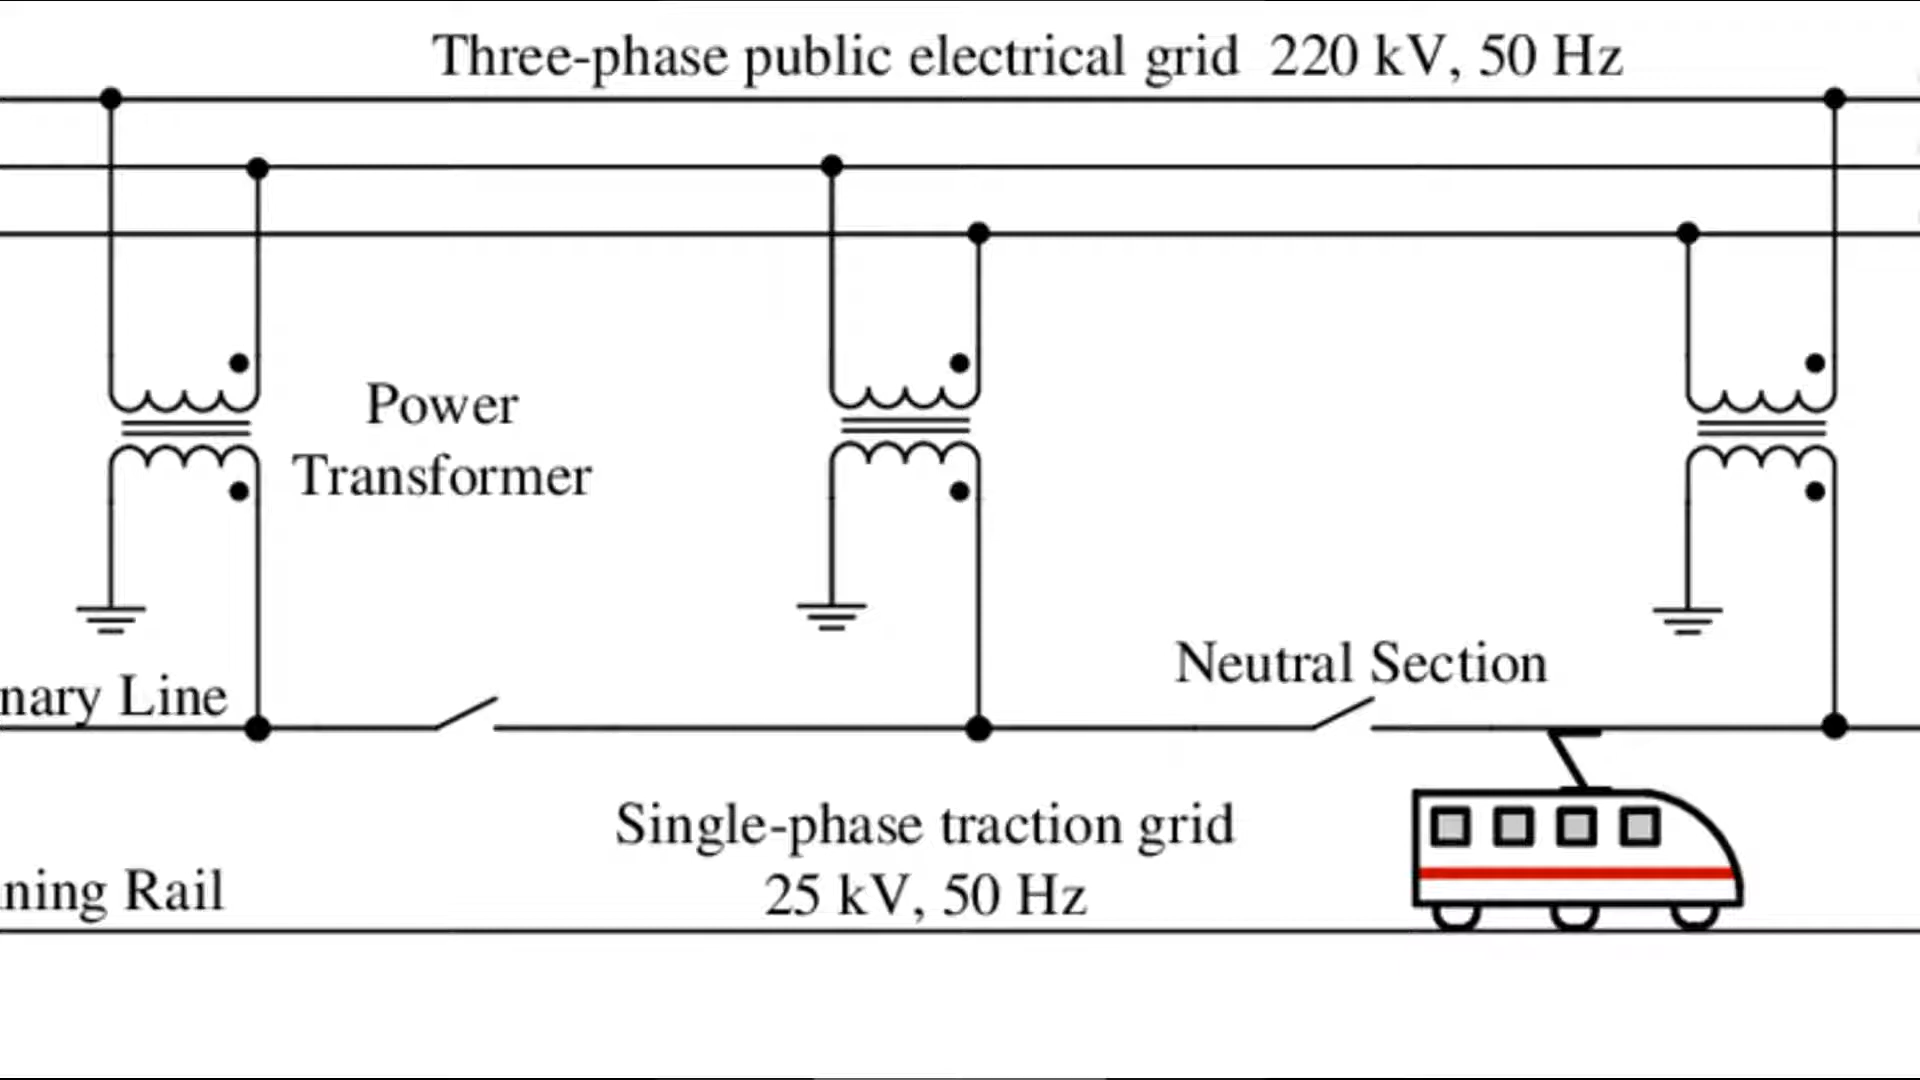 Three-phase public electrical grid 220 kV, 50 Hz
Power
Transformer
Neutral Section
nary Line
Single-phase traction grid
25 kV, 50 Hz
ning Rail